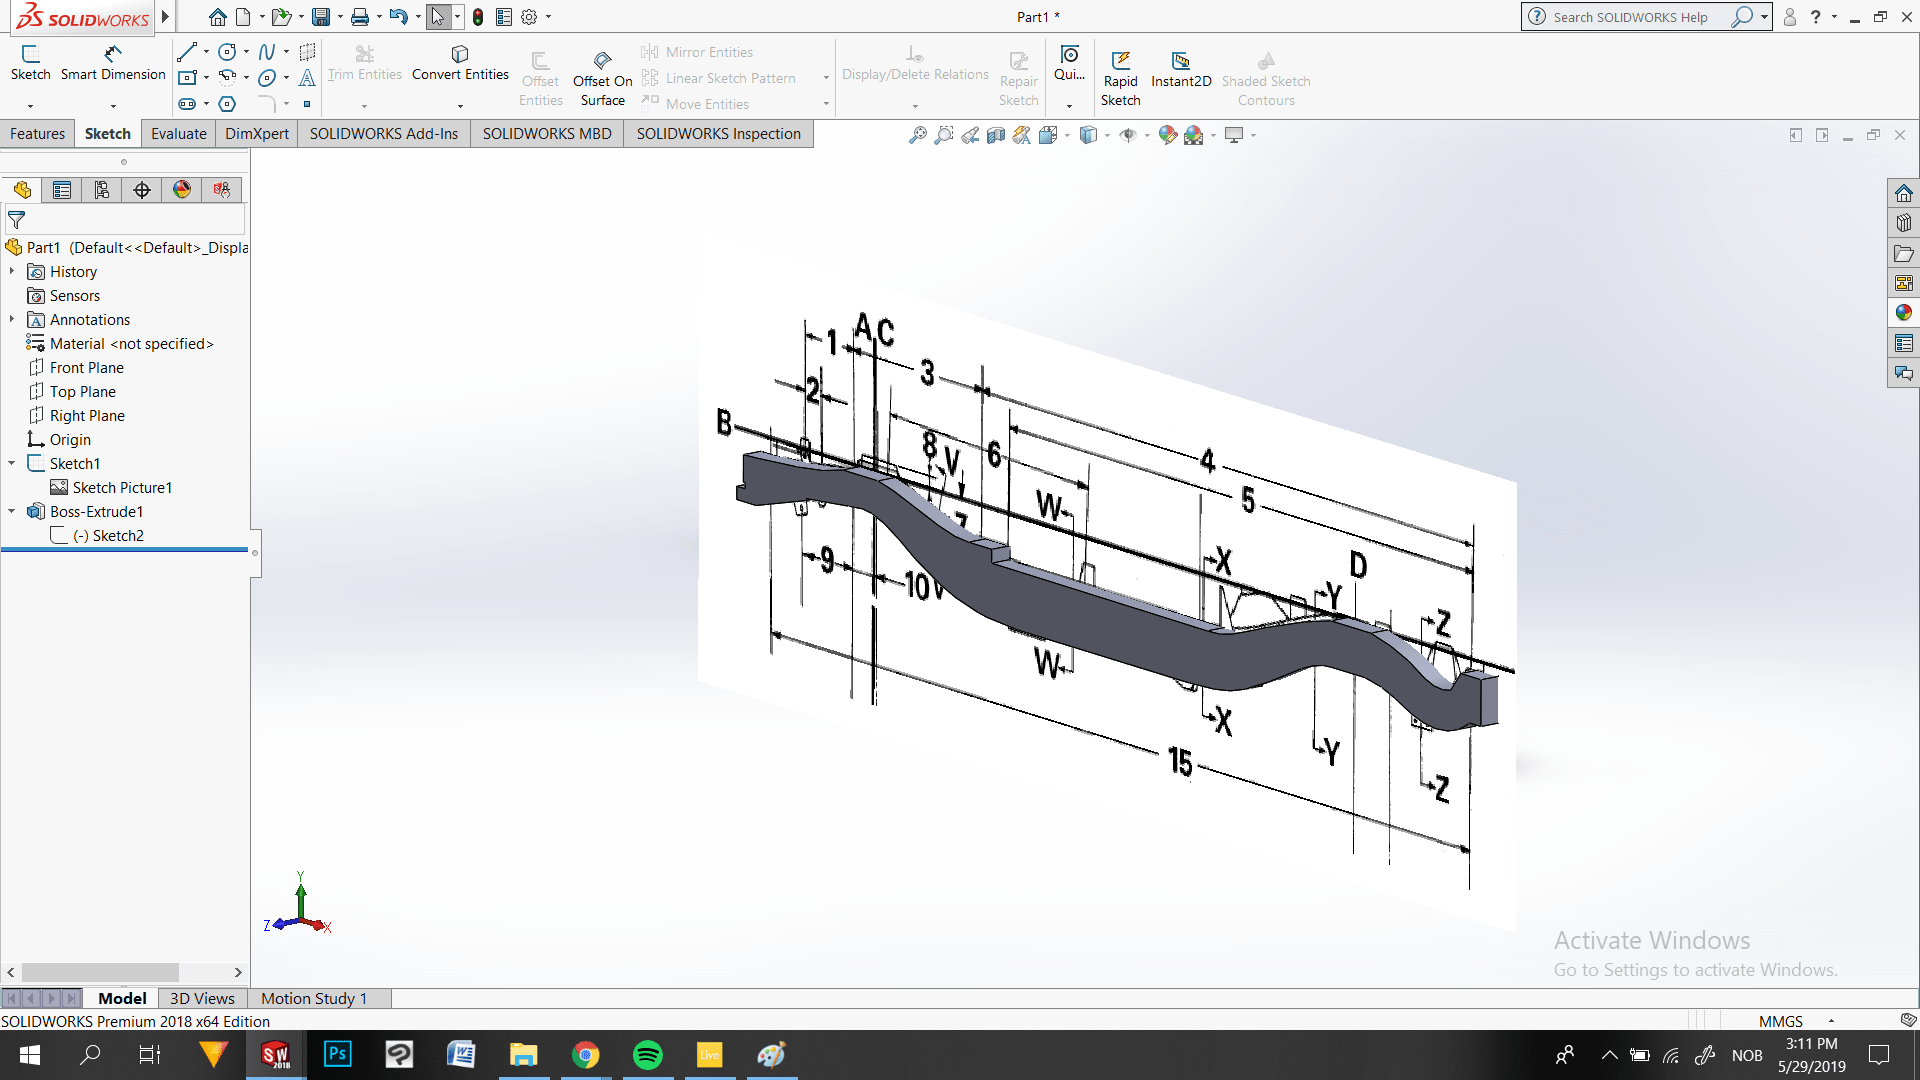 SOLIDWORKS
Part1 *
Search SOLIDWORKS Help
Sketch
Smart Dimension
Trim Entities
Convert Entities
Offset
Entities
Offset On
Surface
Mirror Entities
Linear Sketch Pattern
Move Entities
Display/Delete Relations
Repair
Sketch
Qui...
Rapid
Sketch
Instant2D
Shaded Sketch
Contours
Features
Sketch
Evaluate
DimXpert
SOLIDWORKS Add-Ins
SOLIDWORKS MBD
SOLIDWORKS Inspection
Part1 (Default<<Default>_Displa
History
Sensors
Annotations
Material <not specified>
Front Plane
Top Plane
Right Plane
Origin
Sketch1
Sketch Picture1
Boss-Extrude1
(-) Sketch2
1
A C
3
2
B
8
V
6
4
5
W
7
X
D
9
10
V
Y
Z
W
X
Y
15
Z
Y
Z
X
Activate Windows
Go to Settings to activate Windows.
Model
3D Views
Motion Study 1
SOLIDWORKS Premium 2018 x64 Edition
MMGS
SW
2018
Ps
Live
NOB
3:11 PM
5/29/2019